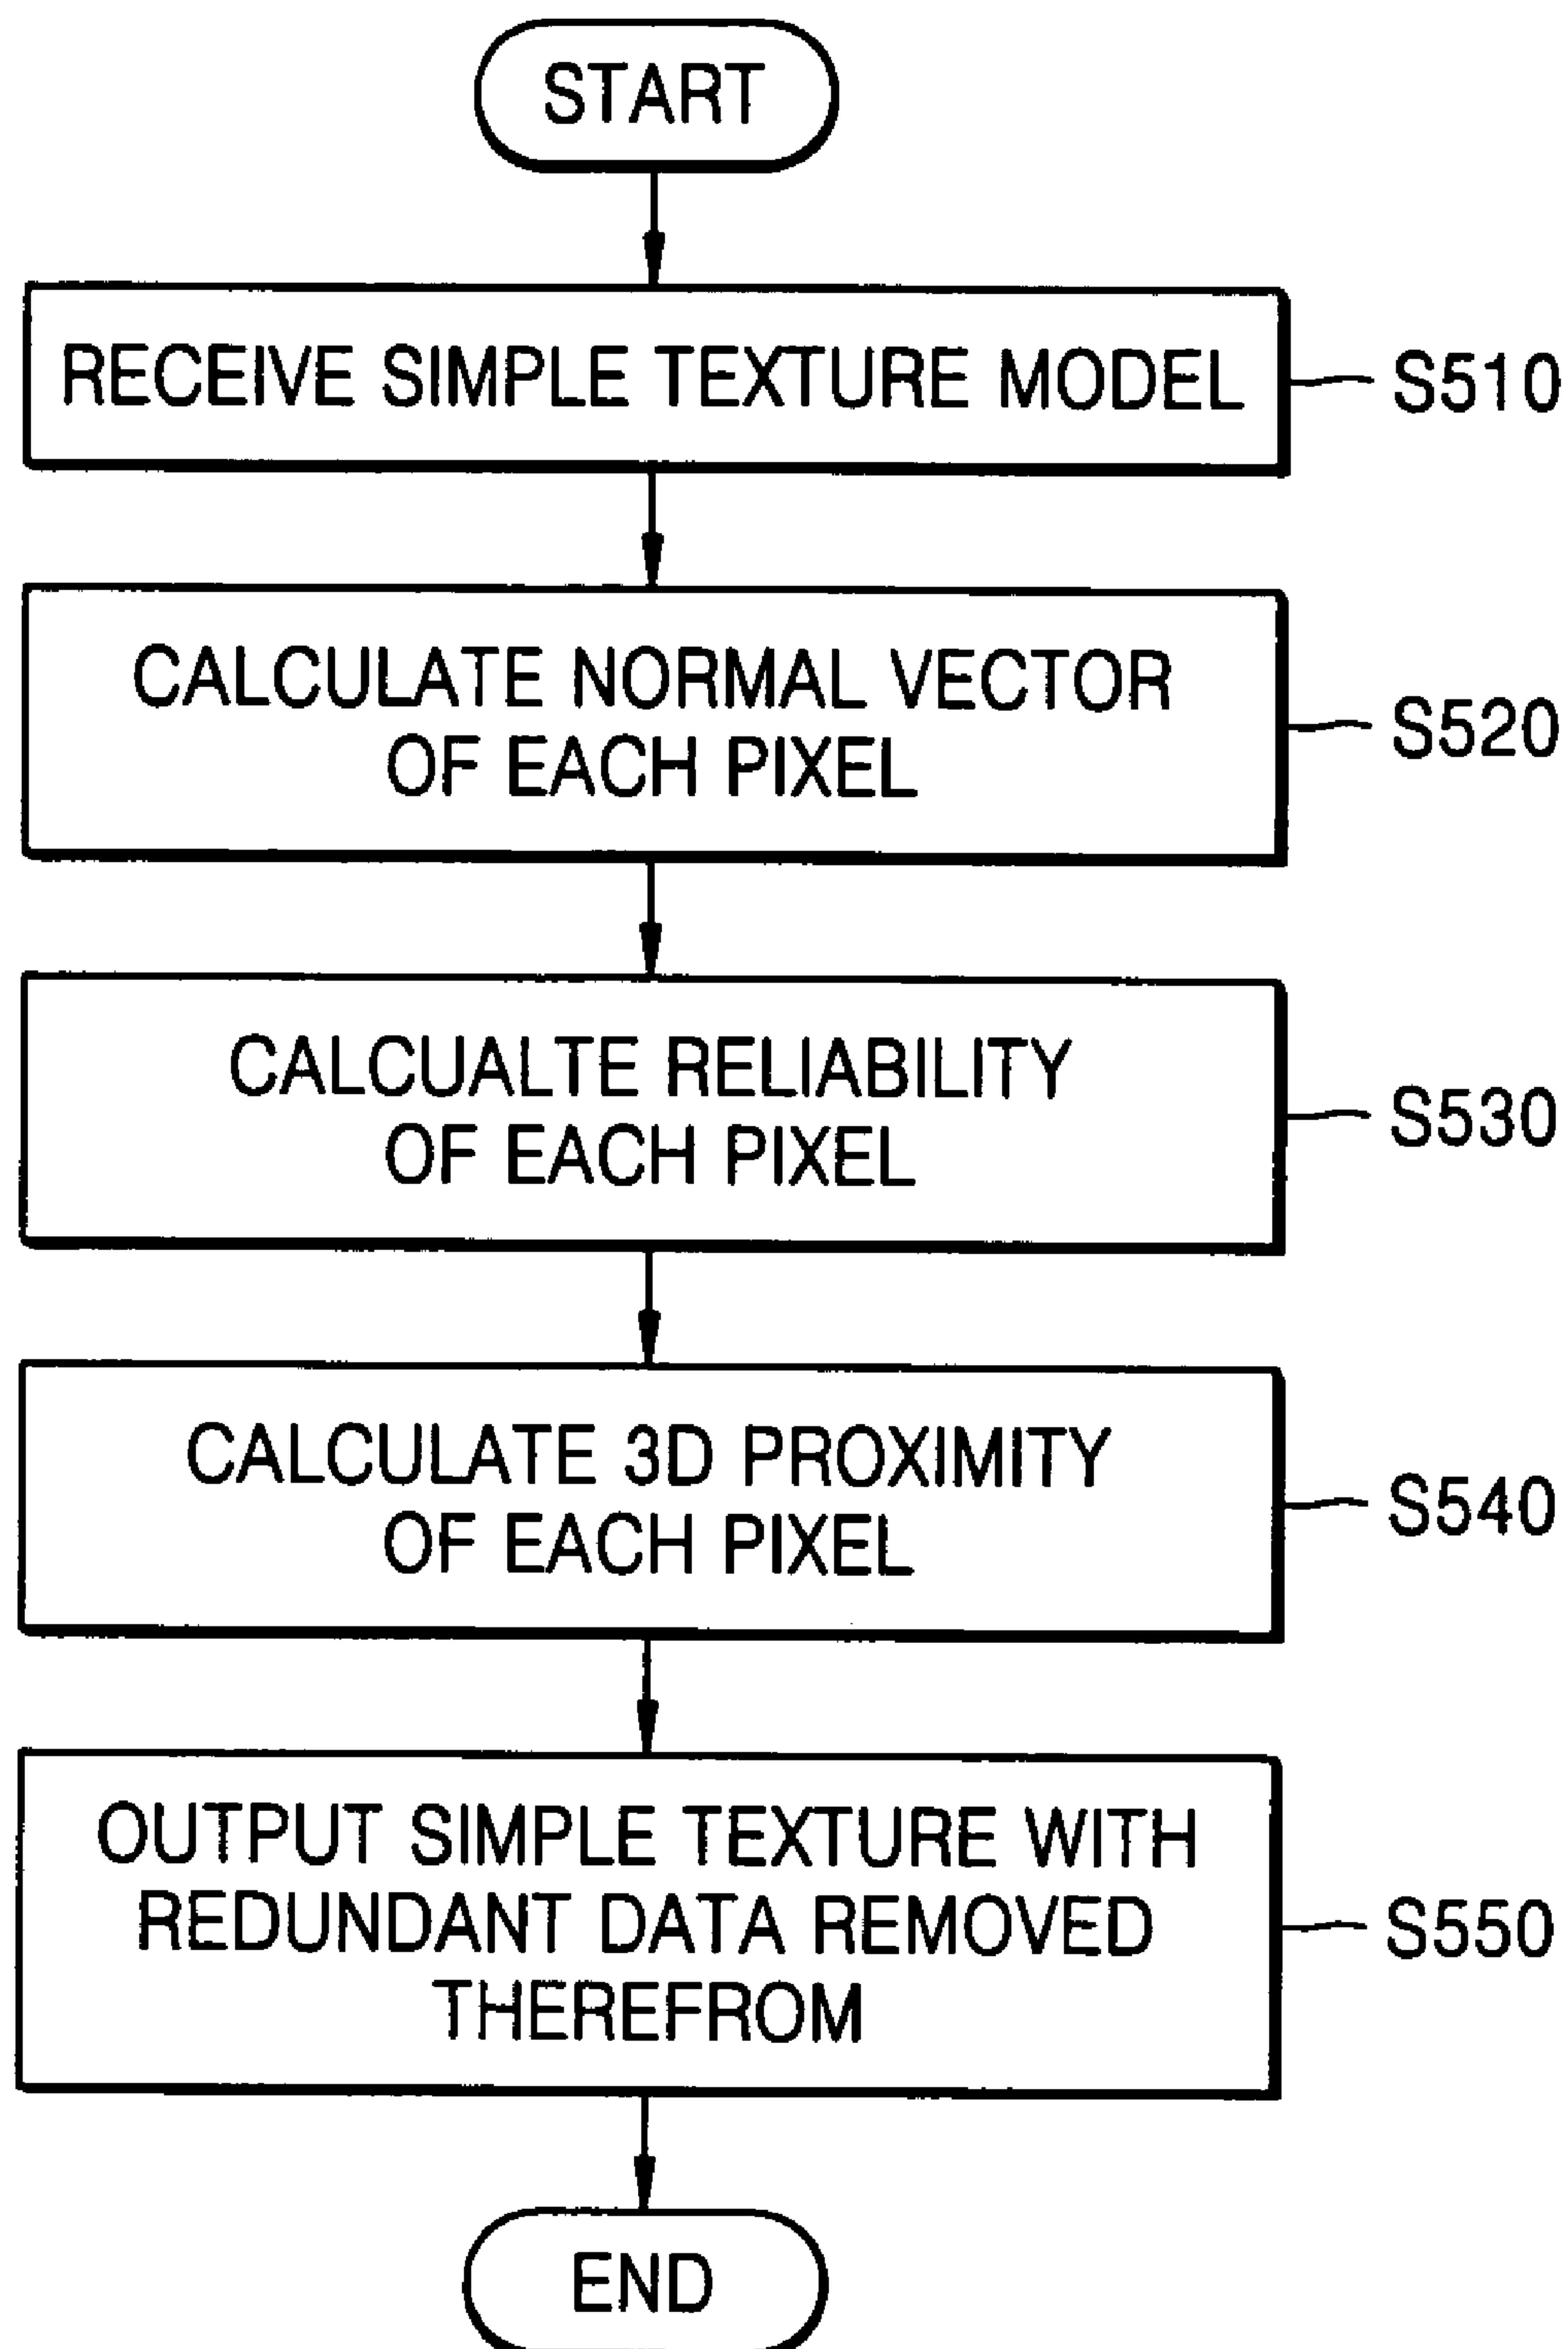 START
RECEIVE SIMPLE TEXTURE MODEL
S510
CALCULATE NORMAL VECTOR
OF EACH PIXEL
S520
CALCUALTE RELIABILITY
OF EACH PIXEL
S530
CALCULATE 3D PROXIMITY
OF EACH PIXEL
S540
OUTPUT SIMPLE TEXTURE WITH
REDUNDANT DATA REMOVED
THEREFROM
S550
END